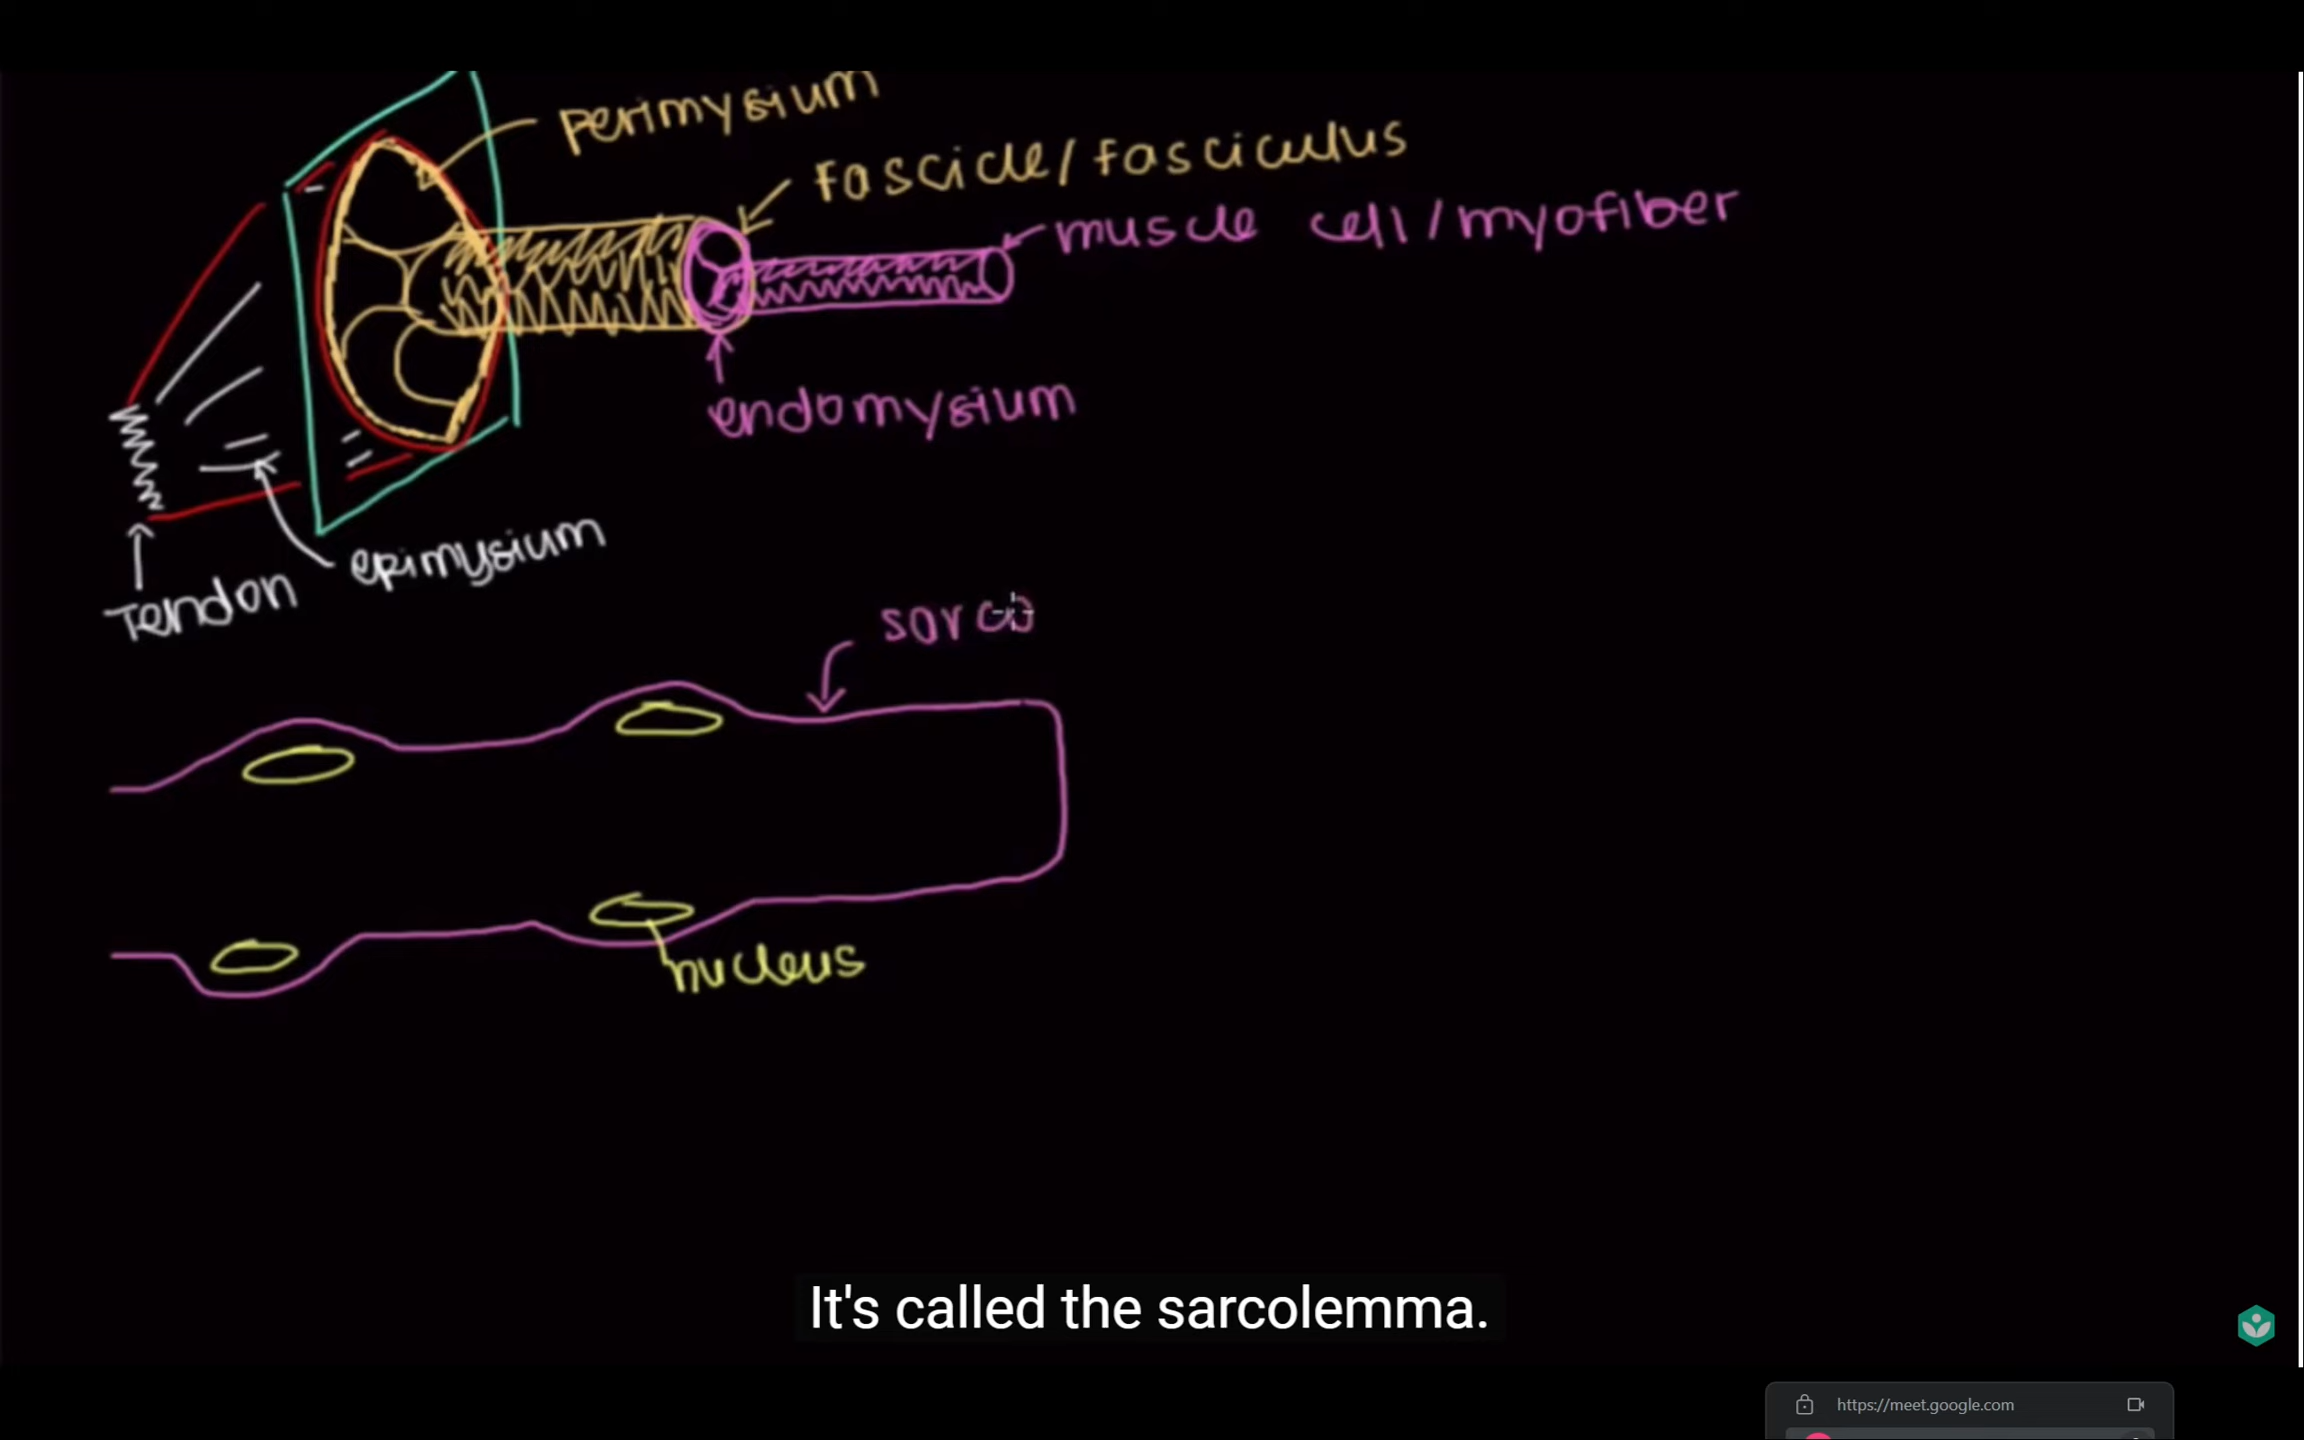 perimysium
fascicle/fasciculus
muscle cell/myofiber
endomysium
epimysium
Tendon
sarco
nucleus
It's called the sarcolemma.
https://meet.google.com